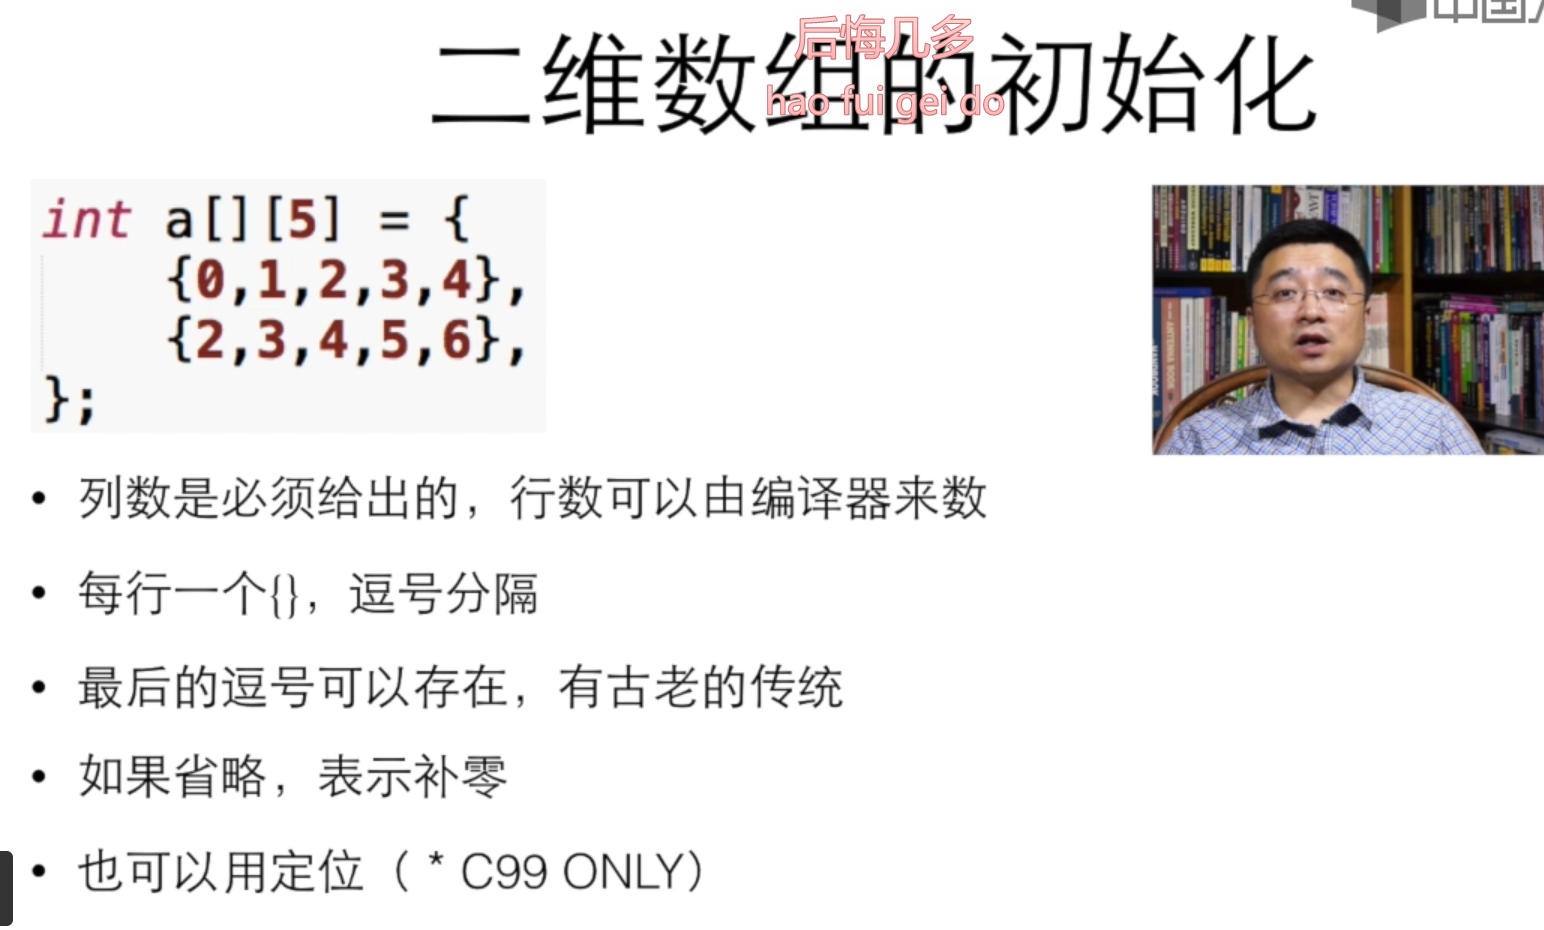 中国
后悔几多
二维数组的初始化
hao fui gei do
int a[][5] = {
{0,1,2,3,4},
{2,3,4,5,6},
};
• 列数是必须给出的，行数可以由编译器来数
• 每行一个{}，逗号分隔
• 最后的逗号可以存在，有古老的传统
• 如果省略，表示补零
• 也可以用定位（ * C99 ONLY）